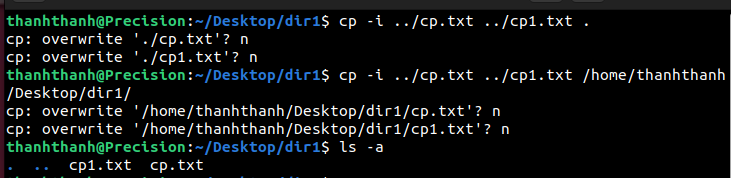 thanhthanh@Precision:~/Desktop/dir1$ cp -i ../cp.txt ../cp1.txt .
cp: overwrite './cp.txt'? n
cp: overwrite './cp1.txt'? n
thanhthanh@Precision:~/Desktop/dir1$ cp -i ../cp.txt ../cp1.txt /home/thanhthanh
/Desktop/dir1/
cp: overwrite '/home/thanhthanh/Desktop/dir1/cp.txt'? n
cp: overwrite '/home/thanhthanh/Desktop/dir1/cp1.txt'? n
thanhthanh@Precision:~/Desktop/dir1$ ls -a
.  ..  cp1.txt  cp.txt